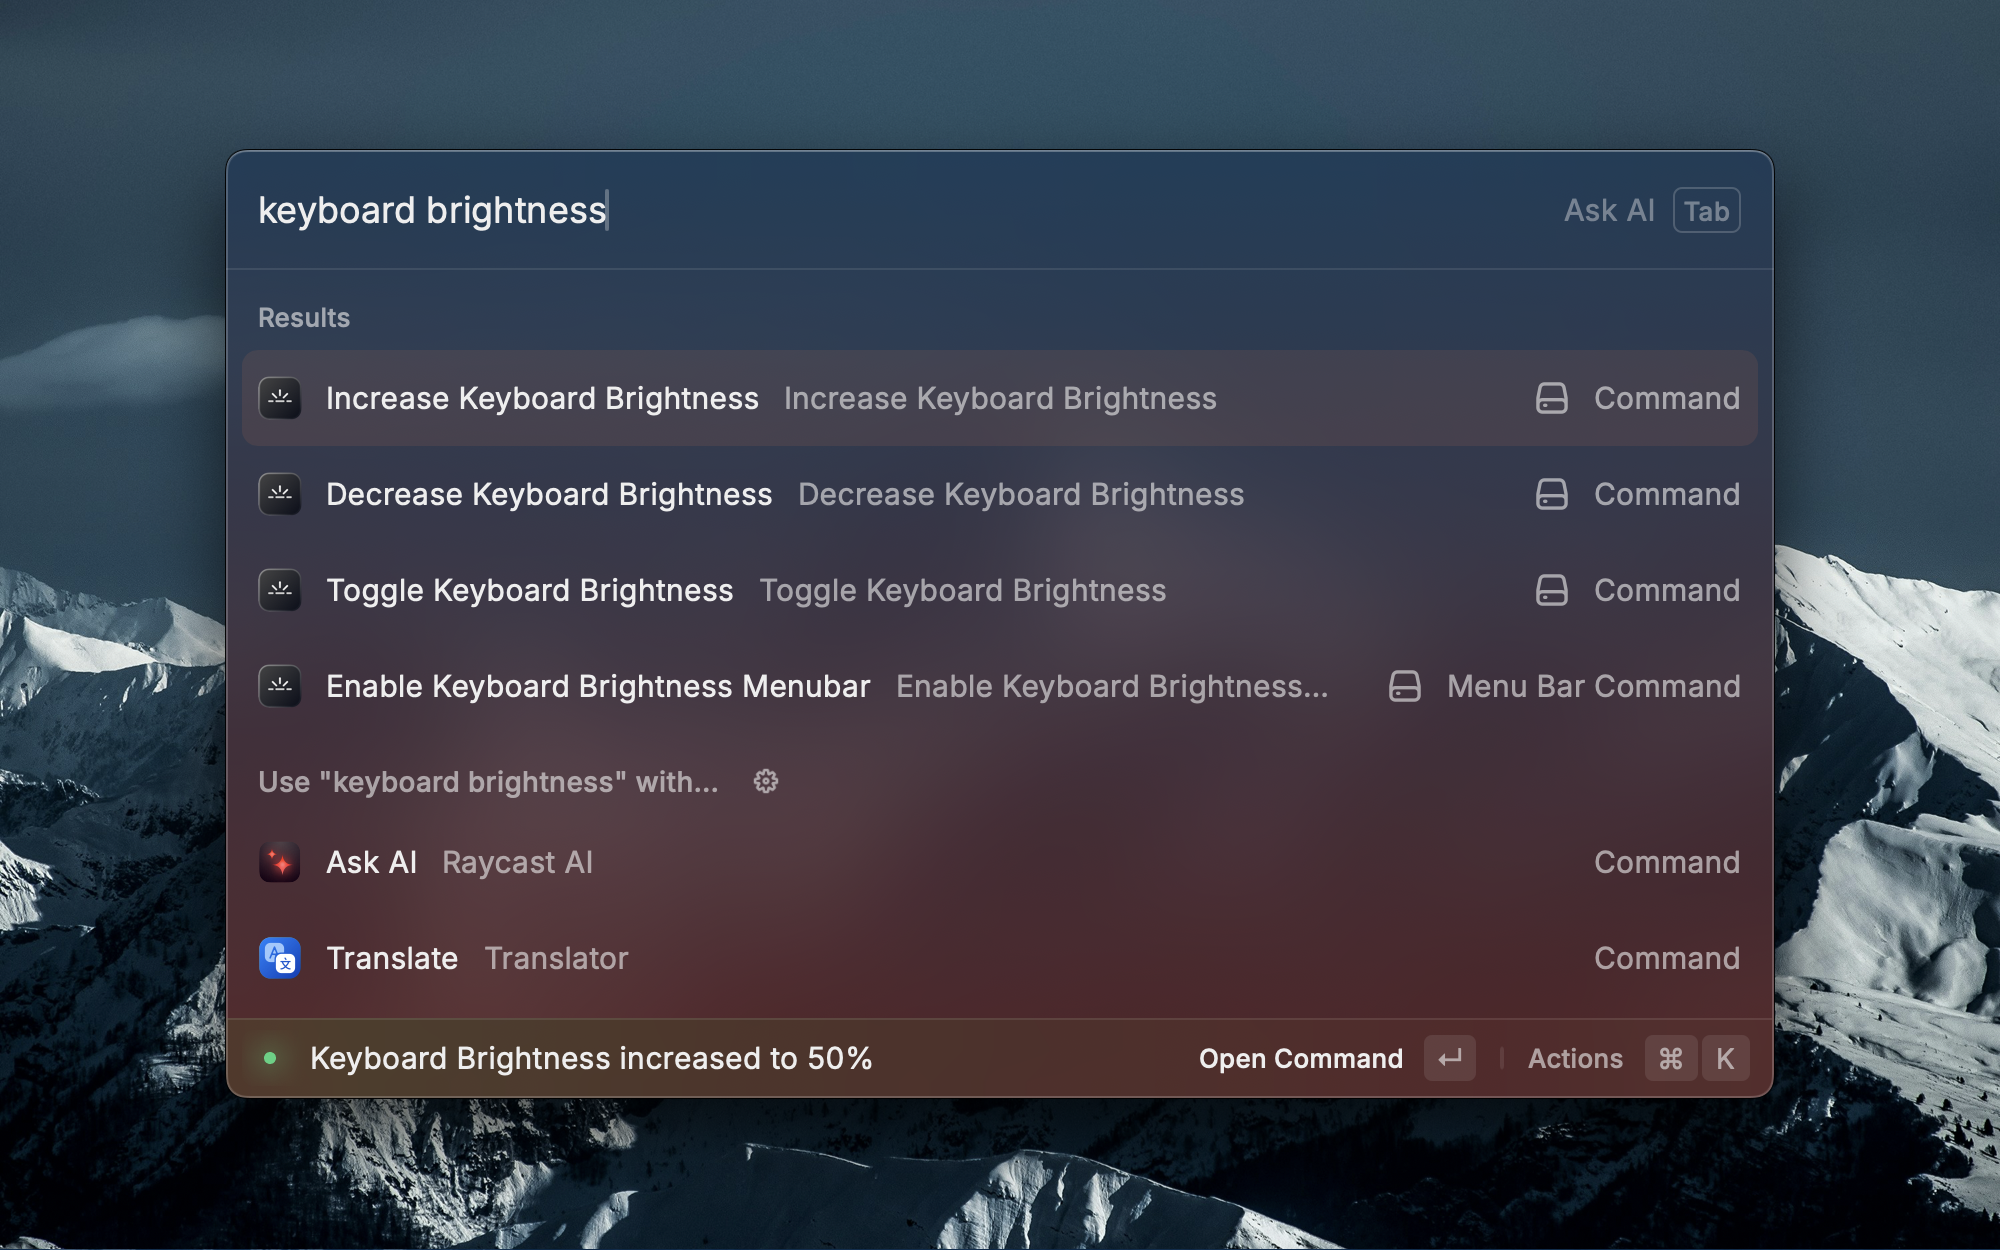 keyboard brightness Ask AI Tab
Results
Increase Keyboard Brightness Increase Keyboard Brightness Command
Decrease Keyboard Brightness Decrease Keyboard Brightness Command
Toggle Keyboard Brightness Toggle Keyboard Brightness Command
Enable Keyboard Brightness Menubar Enable Keyboard Brightness... Menu Bar Command
Use "keyboard brightness" with...
Ask AI Raycast AI Command
Translate Translator Command
Keyboard Brightness increased to 50% Open Command ↵ Actions ⌘ K